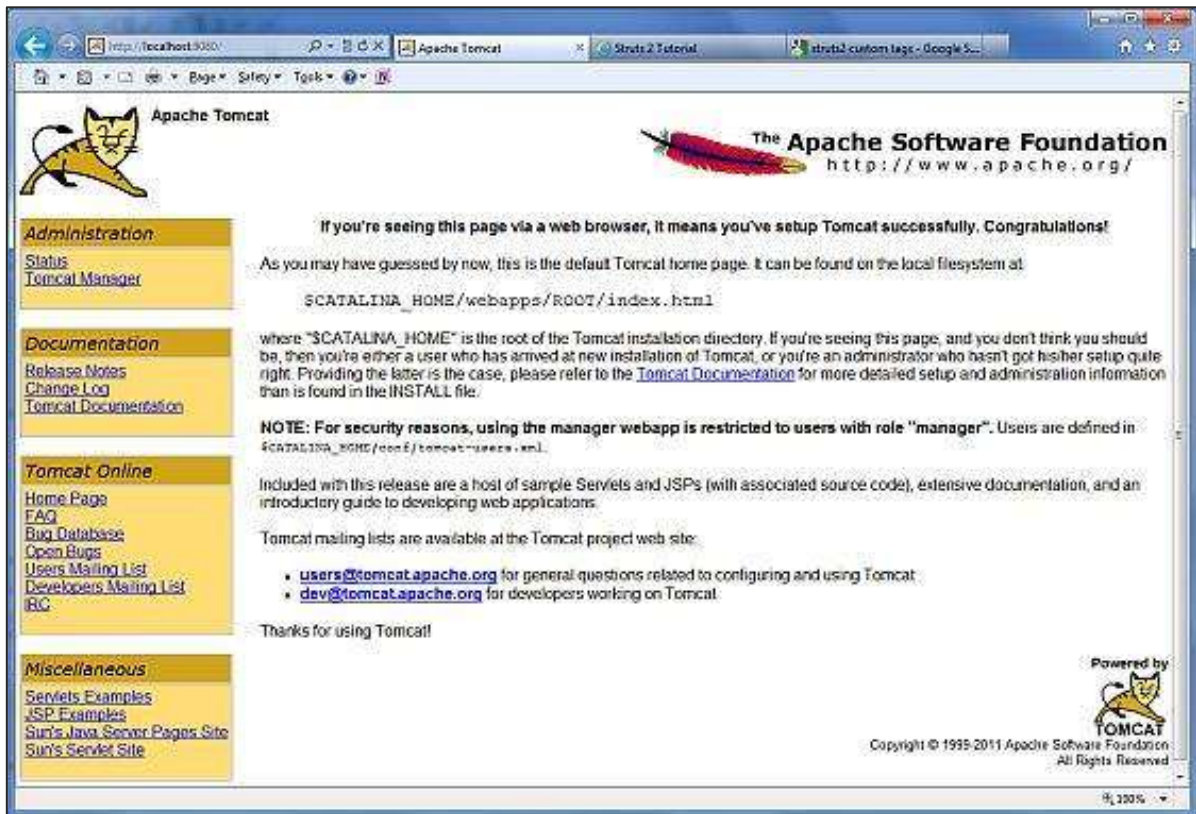 http://localhost:8080/
Apache Tomcat
Struts 2 Tutorial
struts2 custom tags - Google S...
Page
Safety
Tools
Apache Tomcat
The Apache Software Foundation
http://www.apache.org/
Administration
Status
Tomcat Manager
Documentation
Release Notes
Change Log
Tomcat Documentation
Tomcat Online
Home Page
FAQ
Bug Database
Open Bugs
Users Mailing List
Developers Mailing List
IRC
Miscellaneous
Servlets Examples
JSP Examples
Sun's Java Server Pages Site
Sun's Servlet Site
If you're seeing this page via a web browser, it means you've setup Tomcat successfully. Congratulations!
As you may have guessed by now, this is the default Tomcat home page. It can be found on the local filesystem at:
$CATALINA_HOME/webapps/ROOT/index.html
where "$CATALINA_HOME" is the root of the Tomcat installation directory. If you're seeing this page, and you don't think you should
be, then you're either a user who has arrived at new installation of Tomcat, or you're an administrator who hasn't got his/her setup quite
right. Providing the latter is the case, please refer to the Tomcat Documentation for more detailed setup and administration information
than is found in the INSTALL file.
NOTE: For security reasons, using the manager webapp is restricted to users with role "manager". Users are defined in
$CATALINA_HOME/conf/tomcat-users.xml.
Included with this release are a host of sample Servlets and JSPs (with associated source code), extensive documentation, and an
introductory guide to developing web applications.
Tomcat mailing lists are available at the Tomcat project web site:
• users@tomcat.apache.org for general questions related to configuring and using Tomcat
• dev@tomcat.apache.org for developers working on Tomcat
Thanks for using Tomcat!
Powered by
TOMCAT
Copyright © 1999-2011 Apache Software Foundation
All Rights Reserved
100%